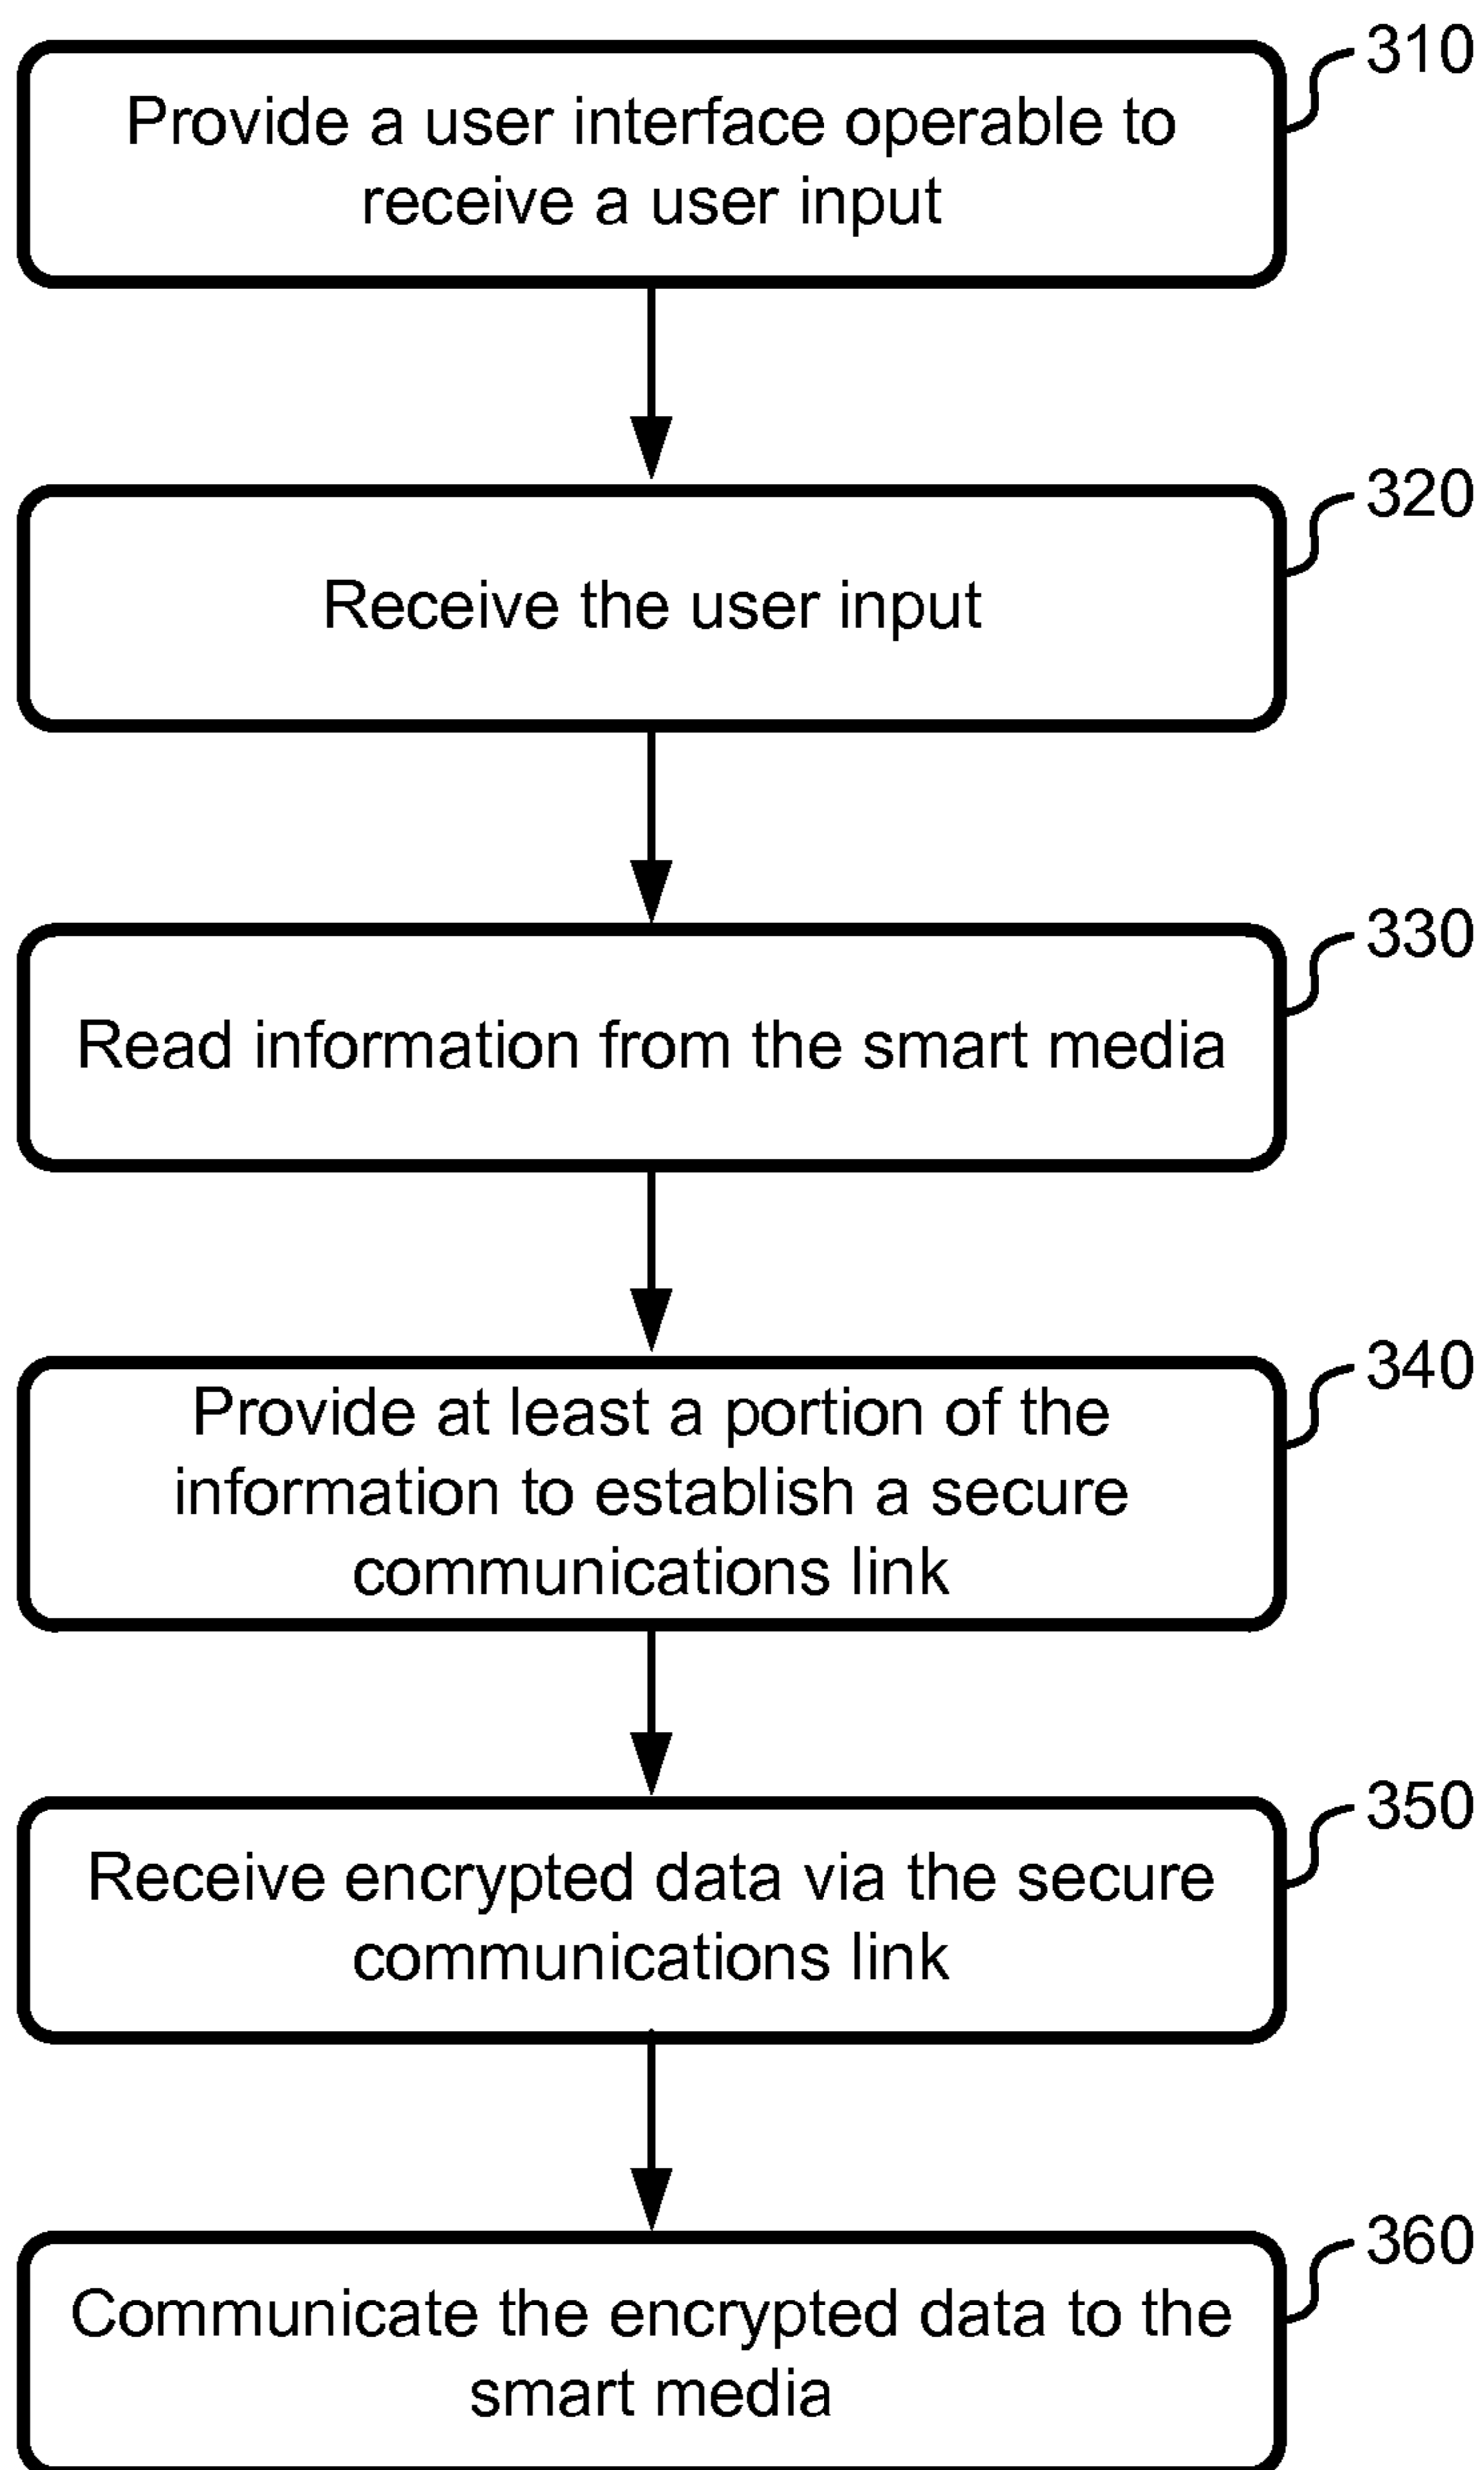 310
Provide a user interface operable to
receive a user input
320
Receive the user input
330
Read information from the smart media
340
Provide at least a portion of the
information to establish a secure
communications link
350
Receive encrypted data via the secure
communications link
360
Communicate the encrypted data to the
smart media